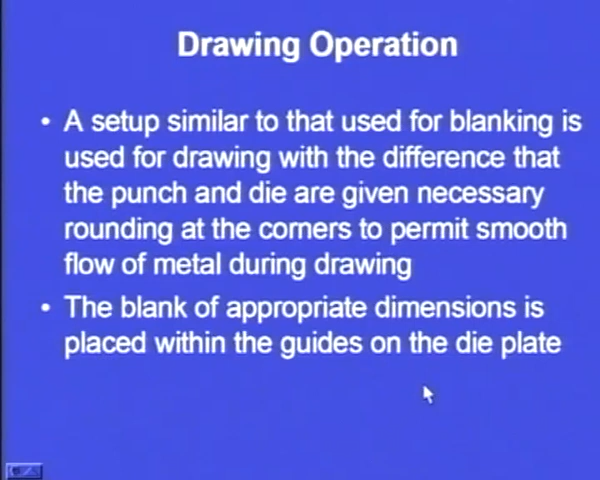 Drawing Operation
• A setup similar to that used for blanking is
used for drawing with the difference that
the punch and die are given necessary
rounding at the corners to permit smooth
flow of metal during drawing
• The blank of appropriate dimensions is
placed within the guides on the die plate